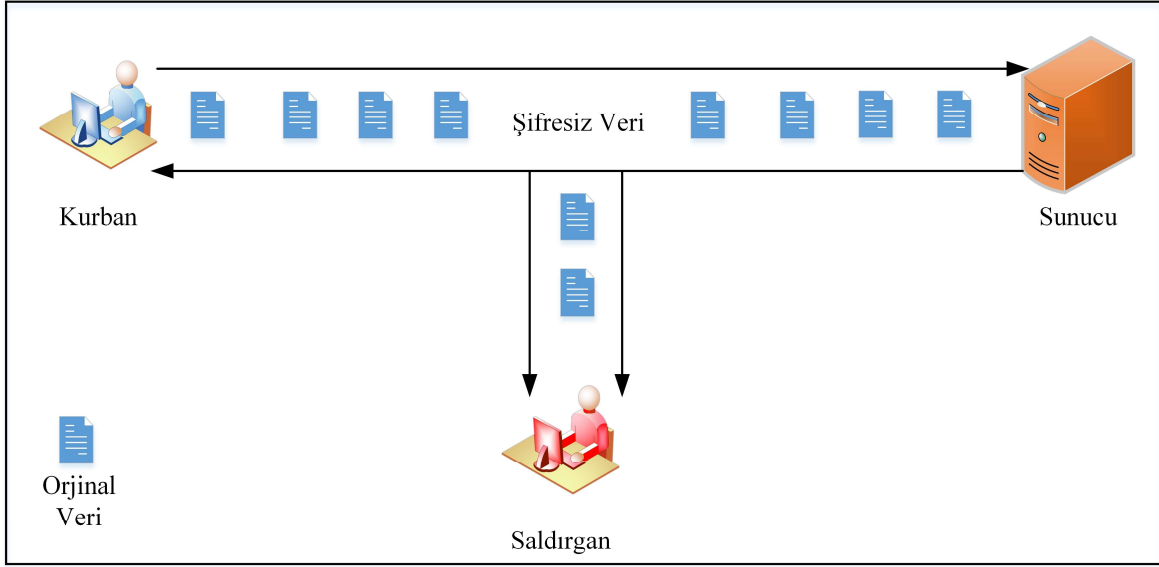 Şifresiz Veri
Kurban
Sunucu
Orjinal
Veri
Saldırgan